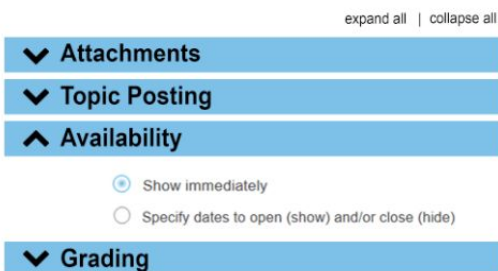 expand all | collapse all
Attachments
Topic Posting
Availability
Show immediately
Specify dates to open (show) and/or close (hide)
Grading